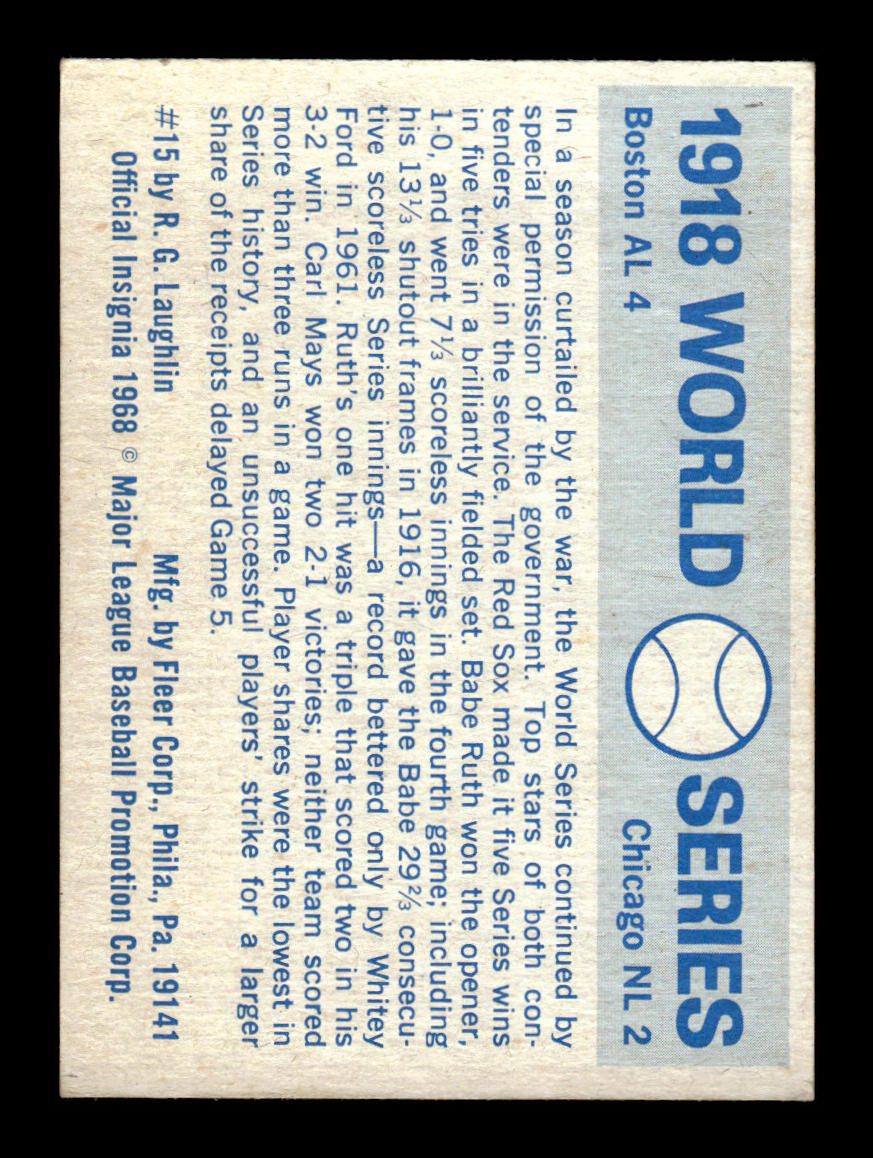 1918 WORLD SERIES
Boston AL 4 Chicago NL 2
In a season curtailed by the war, the World Series continued by
special permission of the government. Top stars of both con-
tenders were in the service. The Red Sox made it five Series wins
in five tries in a brilliantly fielded set. Babe Ruth won the opener,
1-0, and went 7⅓ scoreless innings in the fourth game; including
his 13⅓ shutout frames in 1916, it gave the Babe 29⅔ consecu-
tive scoreless Series innings—a record bettered only by Whitey
Ford in 1961. Ruth's one hit was a triple that scored two in his
3-2 win. Carl Mays won two 2-1 victories; neither team scored
more than three runs in a game. Player shares were the lowest in
Series history, and an unsuccessful players' strike for a larger
share of the receipts delayed Game 5.
#15 by R. G. Laughlin Mfg. by Fleer Corp., Phila., Pa. 19141
Official Insignia 1968 © Major League Baseball Promotion Corp.